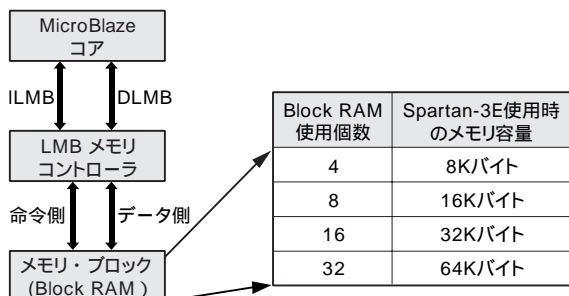 MicroBlaze
コア
ILMB
DLMB
LMB メモリ
コントローラ
命令側
データ側
メモリ・ブロック
(Block RAM )
Block RAM
使用個数
Spartan-3E使用時
のメモリ容量
4
8Kバイト
8
16Kバイト
16
32Kバイト
32
64Kバイト